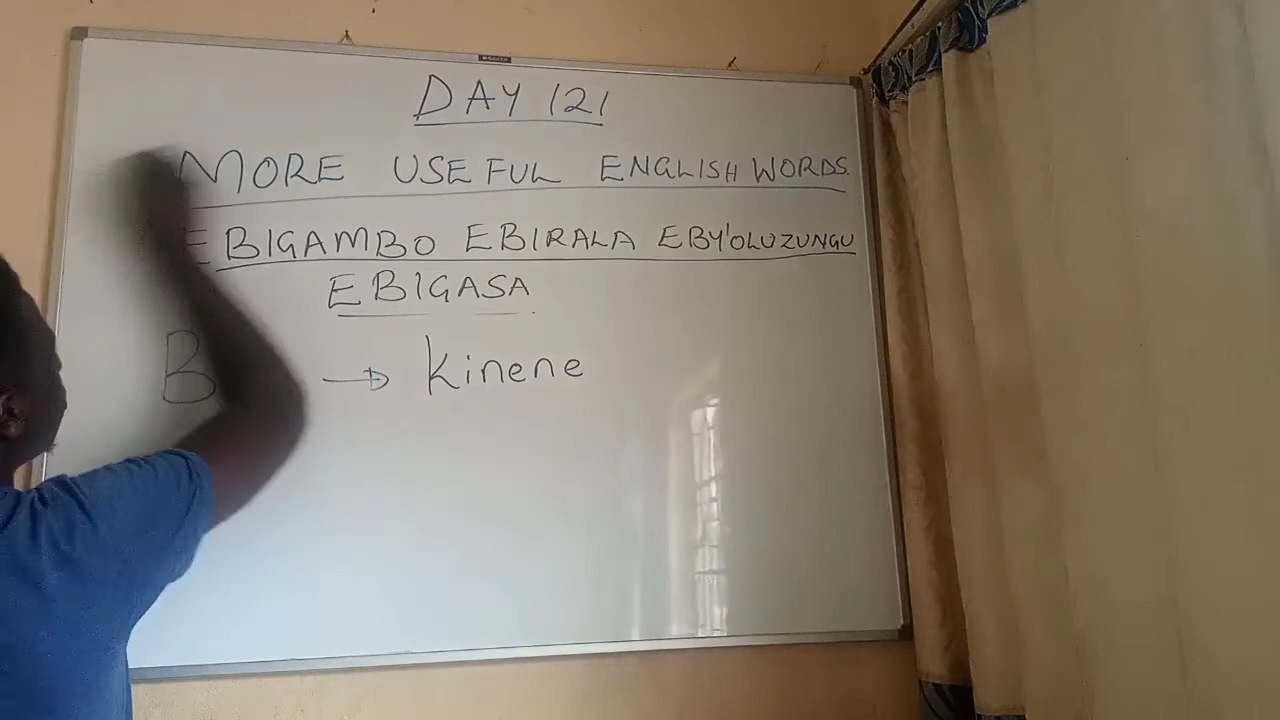 DAY 121
MORE USEFUL ENGLISH WORDS.
EBIGAMBO EBIRALA EBY'OLUZUNGU
EBIGASA
→ Kinene